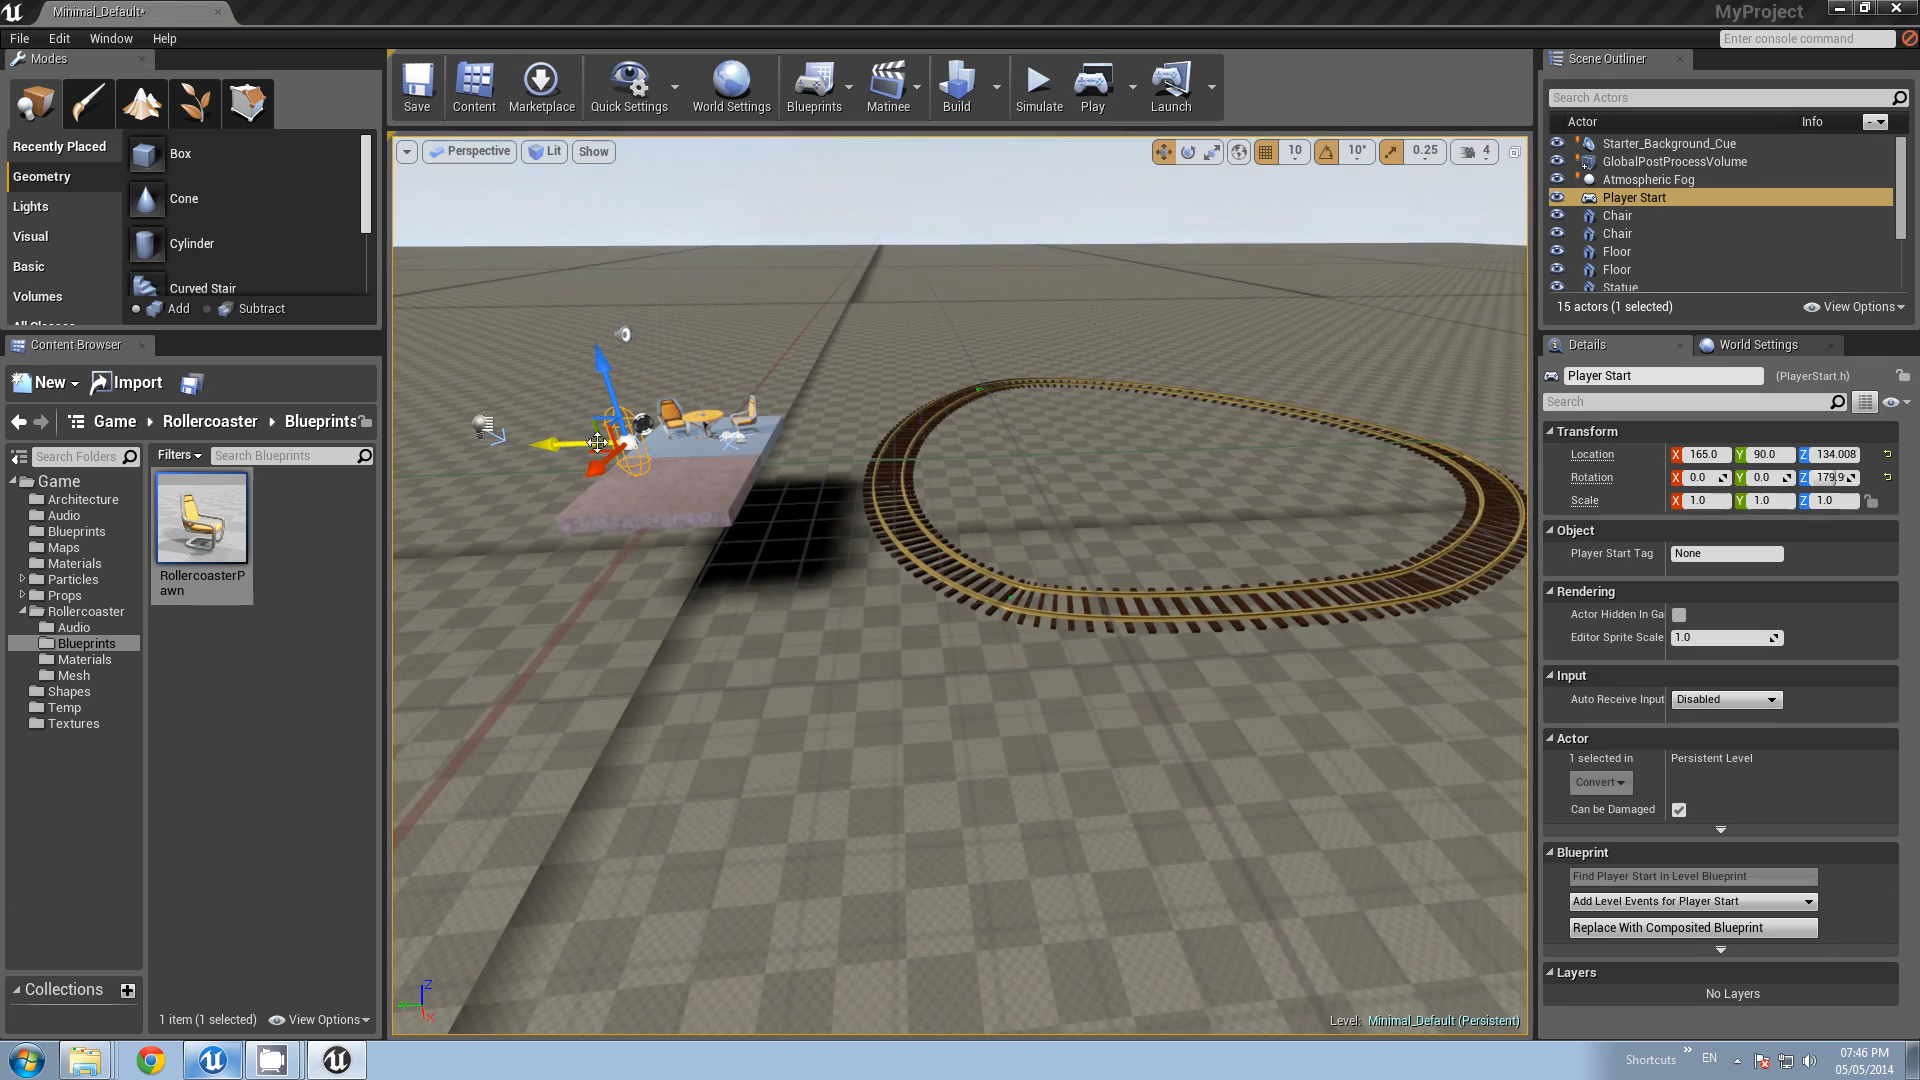 Minimal_Default*
MyProject
File Edit Window Help
Enter console command
Modes
Recently Placed
Geometry
Lights
Visual
Basic
Volumes
Box
Cone
Cylinder
Curved Stair
Add Subtract
Save Content Marketplace Quick Settings World Settings Blueprints Matinee Build Simulate Play Launch
Perspective Lit Show
10 10° 0.25 4
Scene Outliner
Search Actors
Actor Info
Starter_Background_Cue
GlobalPostProcessVolume
Atmospheric Fog
Player Start
Chair
Chair
Floor
Floor
Statue
15 actors (1 selected) View Options
Content Browser
New Import
Game Rollercoaster Blueprints
Search Folders
Filters Search Blueprints
Game
Architecture
Audio
Blueprints
Maps
Materials
Particles
Props
Rollercoaster
Audio
Blueprints
Materials
Mesh
Shapes
Temp
Textures
RollercoasterP
awn
Collections
1 item (1 selected) View Options
Level: Minimal_Default (Persistent)
Z
X
Details World Settings
Player Start (PlayerStart.h)
Search
Transform
Location X 165.0 Y 90.0 Z 134.008
Rotation X 0.0 Y 0.0 Z 179.9
Scale X 1.0 Y 1.0 Z 1.0
Object
Player Start Tag None
Rendering
Actor Hidden In Ga
Editor Sprite Scale 1.0
Input
Auto Receive Input Disabled
Actor
1 selected in Persistent Level
Convert
Can be Damaged
Blueprint
Find Player Start in Level Blueprint
Add Level Events for Player Start
Replace With Composited Blueprint
Layers
No Layers
Shortcuts » EN 07:46 PM
05/05/2014